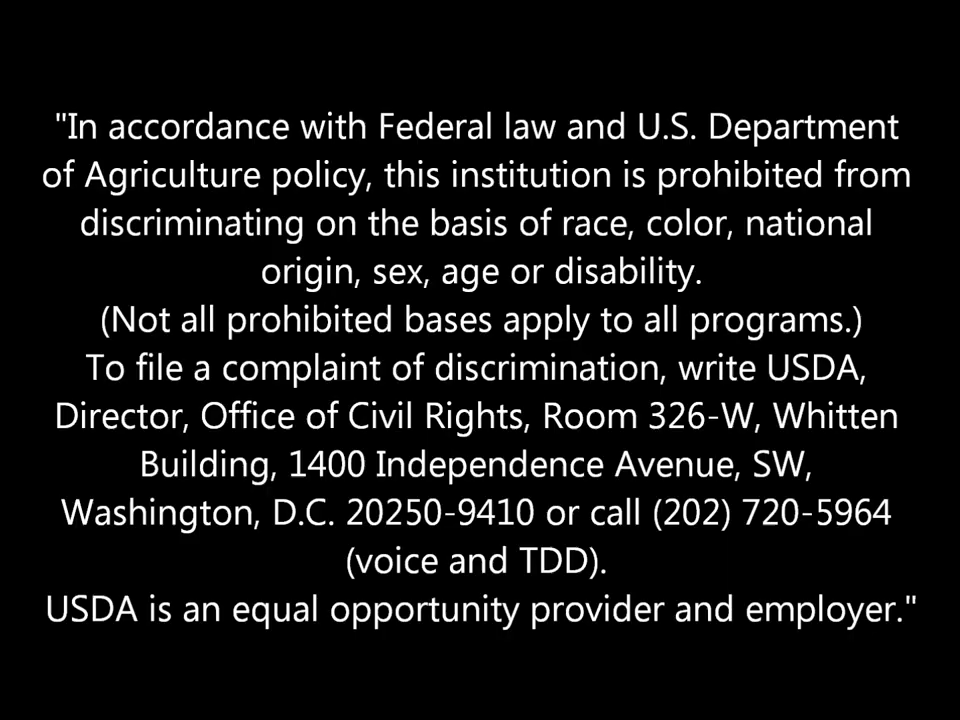 "In accordance with Federal law and U.S. Department
of Agriculture policy, this institution is prohibited from
discriminating on the basis of race, color, national
origin, sex, age or disability.
(Not all prohibited bases apply to all programs.)
To file a complaint of discrimination, write USDA,
Director, Office of Civil Rights, Room 326-W, Whitten
Building, 1400 Independence Avenue, SW,
Washington, D.C. 20250-9410 or call (202) 720-5964
(voice and TDD).
USDA is an equal opportunity provider and employer."